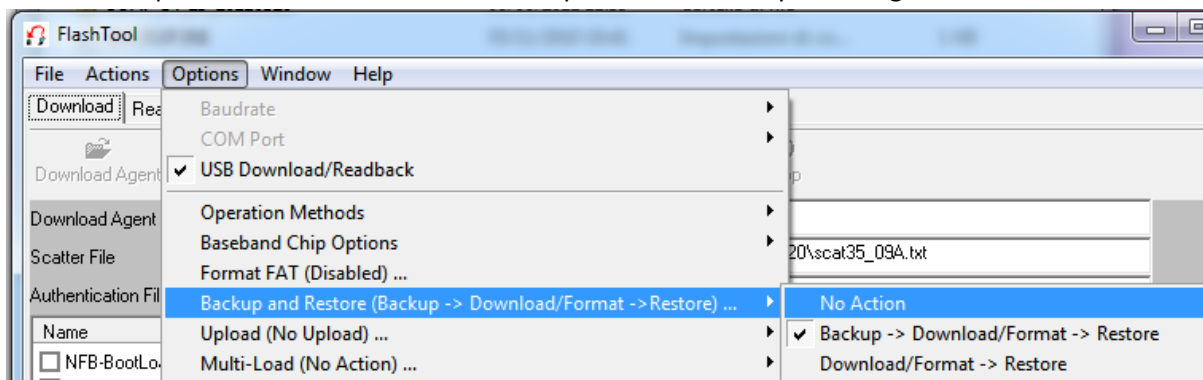 FlashTool
File Actions Options Window Help
Download Rea
Baudrate
COM Port
Download Agent
USB Download/Readback
Download Agent
Operation Methods
Scatter File
Baseband Chip Options
20\scat35_09A.txt
Format FAT (Disabled) ...
Authentication Fil
Backup and Restore (Backup -> Download/Format ->Restore) ...
No Action
Name
Upload (No Upload) ...
Backup -> Download/Format -> Restore
NFB-BootLo
Multi-Load (No Action) ...
Download/Format -> Restore